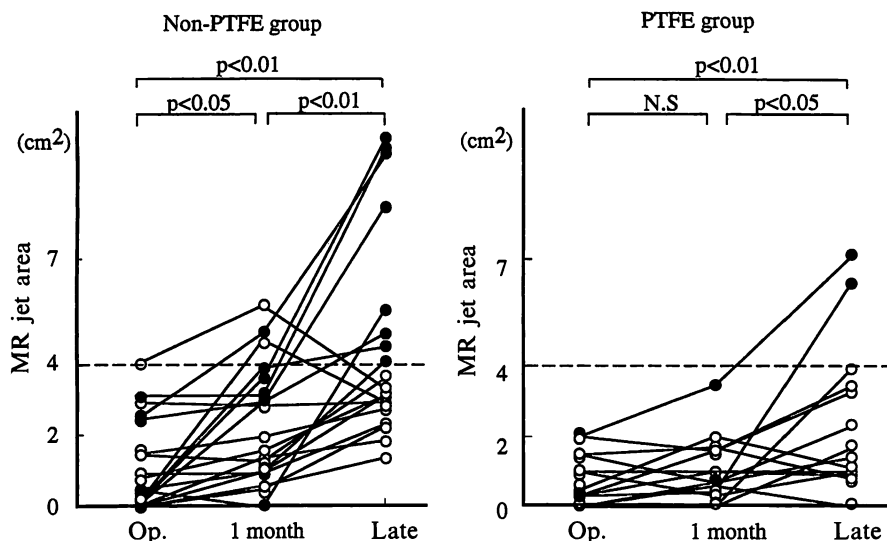 Non-PTFE group
p<0.01
p<0.05
p<0.01
(cm2)
MR jet area
7
4
2
0
Op.
1 month
Late
PTFE group
p<0.01
N.S
p<0.05
(cm2)
MR jet area
7
4
2
0
Op.
1 month
Late